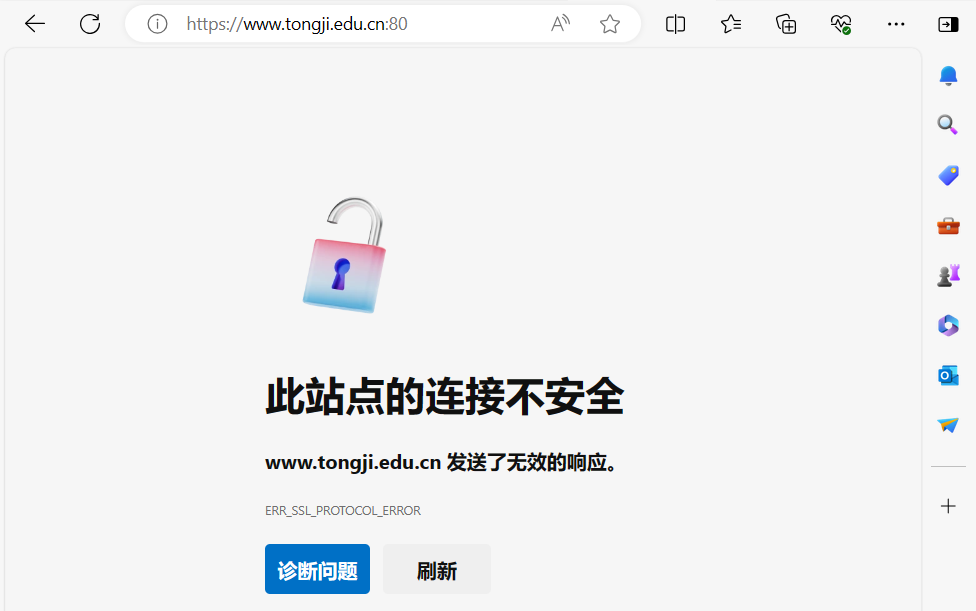 https://www.tongji.edu.cn:80
此站点的连接不安全
www.tongji.edu.cn 发送了无效的响应。
ERR_SSL_PROTOCOL_ERROR
诊断问题 刷新